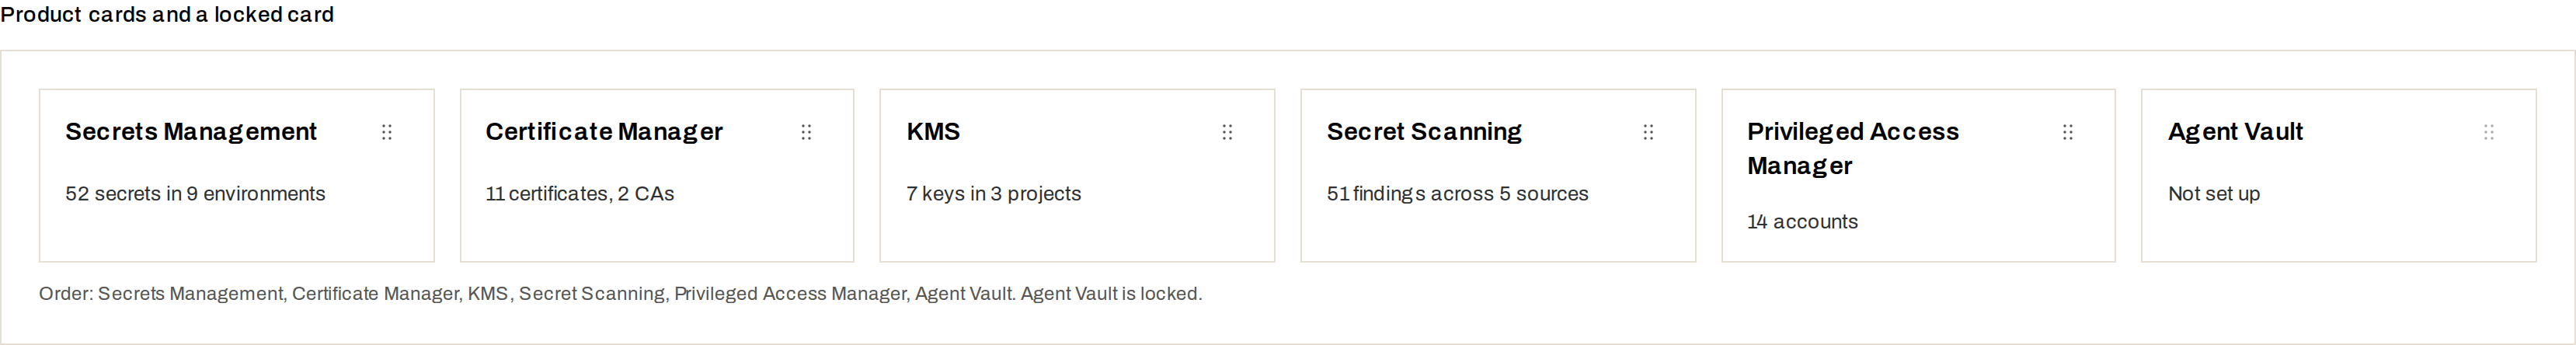 Product cards and a locked card
Secrets Management
52 secrets in 9 environments
Certificate Manager
11 certificates, 2 CAs
KMS
7 keys in 3 projects
Secret Scanning
51 findings across 5 sources
Privileged Access
Manager
14 accounts
Agent Vault
Not set up
Order: Secrets Management, Certificate Manager, KMS, Secret Scanning, Privileged Access Manager, Agent Vault. Agent Vault is locked.